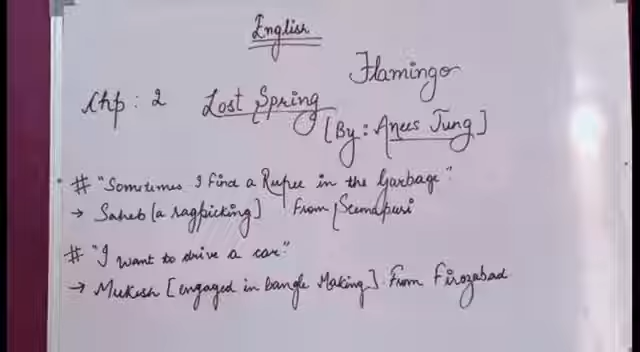 English
Flamingo
Chp : 2 Lost Spring
[By : Anees Jung]
# "Sometimes I find a Rupee in the Garbage".
→ Saheb [a ragpicking] From Seemapuri
# "I want to drive a car."
→ Mukesh [engaged in bangle Making] From Firozabad